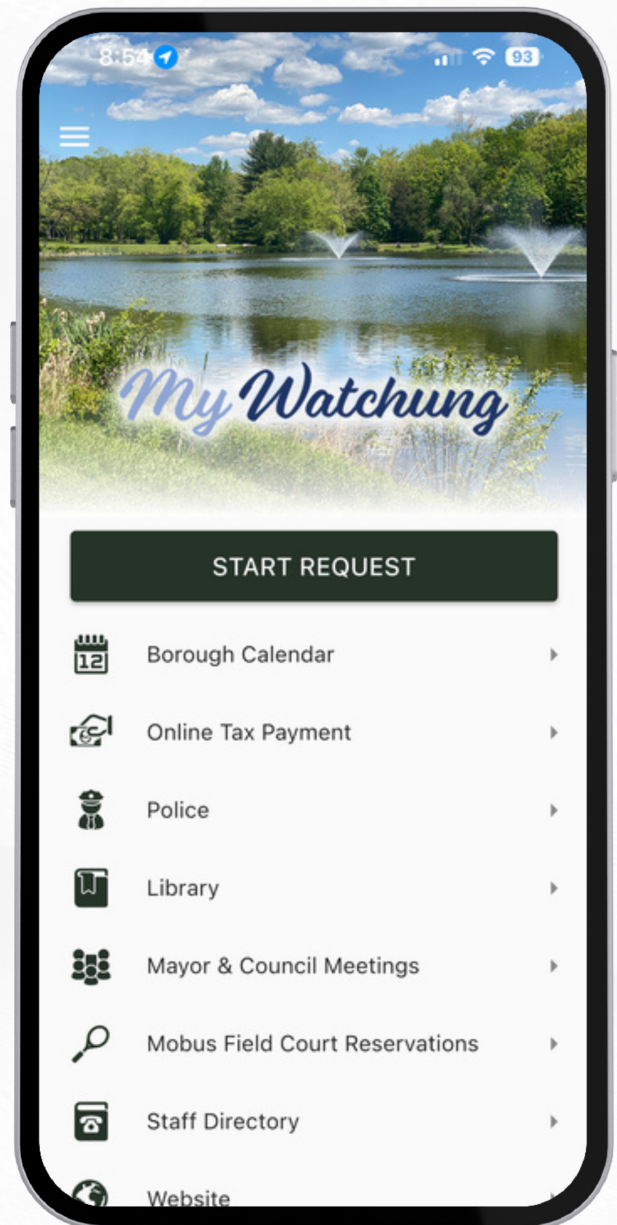 8:54
93
My Watchung
START REQUEST
12
Borough Calendar
Online Tax Payment
Police
Library
Mayor & Council Meetings
Mobus Field Court Reservations
Staff Directory
Website